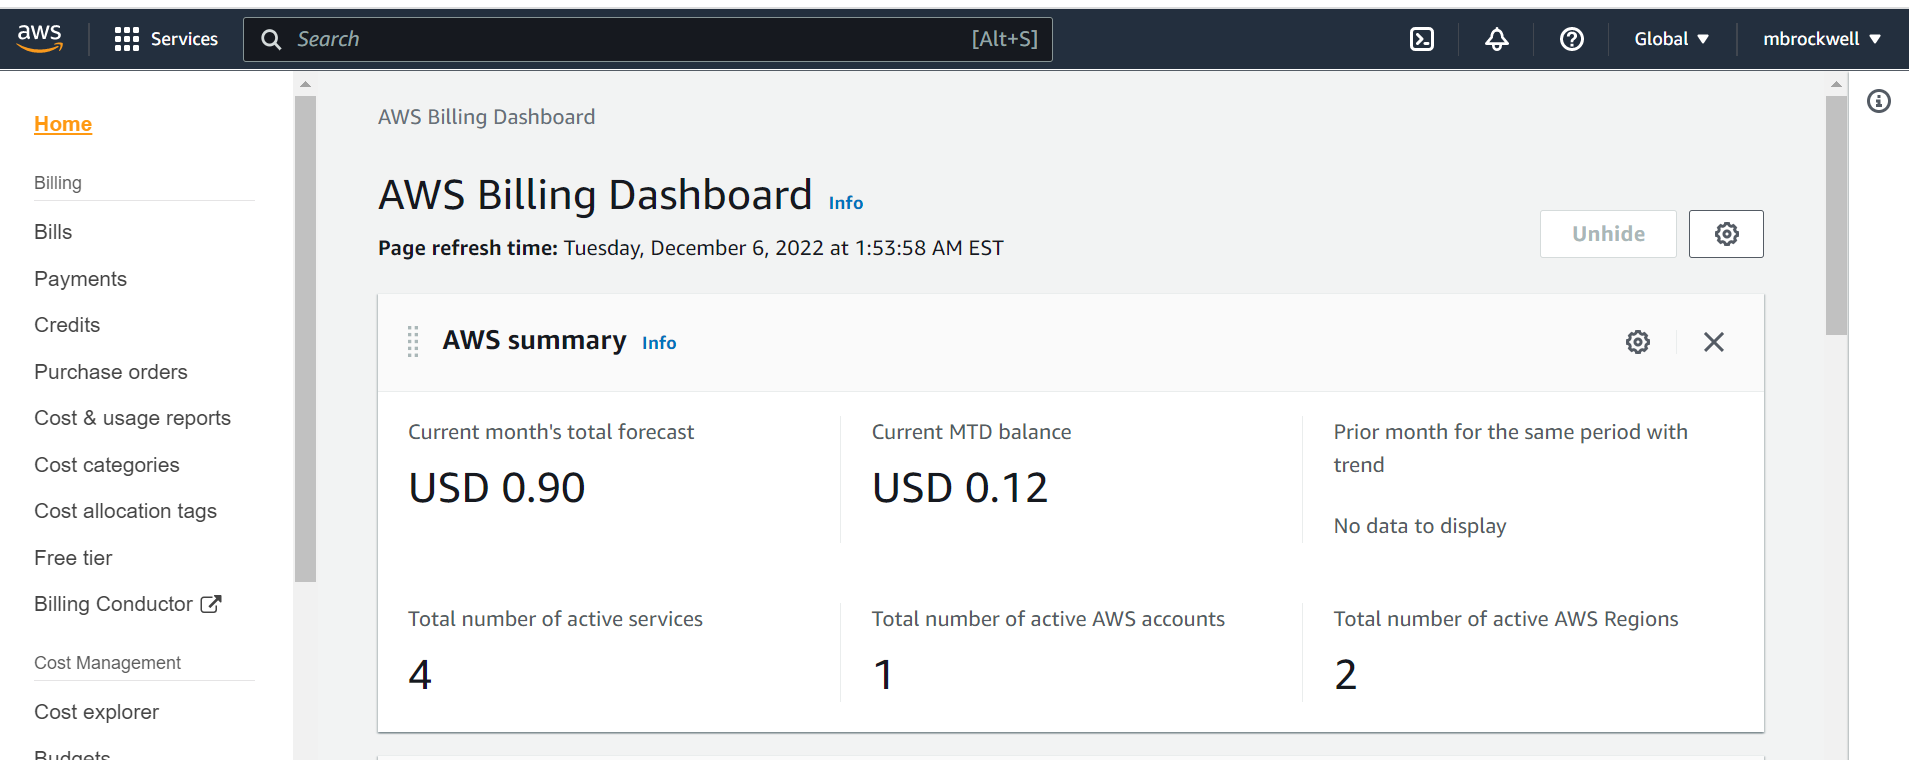 aws
Services
Search
[Alt+S]
Global
mbrockwell
Home
Billing
Bills
Payments
Credits
Purchase orders
Cost & usage reports
Cost categories
Cost allocation tags
Free tier
Billing Conductor
Cost Management
Cost explorer
Budgets
AWS Billing Dashboard
AWS Billing Dashboard Info
Page refresh time: Tuesday, December 6, 2022 at 1:53:58 AM EST
Unhide
AWS summary Info
Current month's total forecast
USD 0.90
Current MTD balance
USD 0.12
Prior month for the same period with
trend
No data to display
Total number of active services
4
Total number of active AWS accounts
1
Total number of active AWS Regions
2